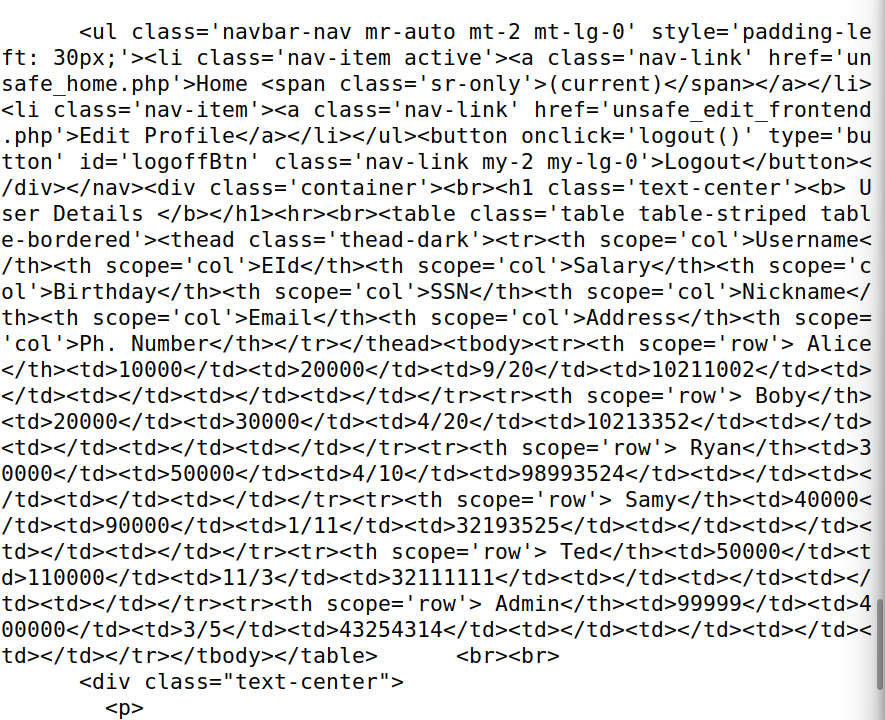 <ul class='navbar-nav mr-auto mt-2 mt-lg-0' style='padding-le
ft: 30px;'><li class='nav-item active'><a class='nav-link' href='un
safe_home.php'>Home <span class='sr-only'>(current)</span></a></li>
<li class='nav-item'><a class='nav-link' href='unsafe_edit_frontend
.php'>Edit Profile</a></li></ul><button onclick='logout()' type='bu
tton' id='logoffBtn' class='nav-link my-2 my-lg-0'>Logout</button><
/div></nav><div class='container'><br><h1 class='text-center'><b> U
ser Details </b></h1><hr><br><table class='table table-striped tabl
e-bordered'><thead class='thead-dark'><tr><th scope='col'>Username<
/th><th scope='col'>EId</th><th scope='col'>Salary</th><th scope='c
ol'>Birthday</th><th scope='col'>SSN</th><th scope='col'>Nickname</
th><th scope='col'>Email</th><th scope='col'>Address</th><th scope=
'col'>Ph. Number</th></tr></thead><tbody><tr><th scope='row'> Alice
</th><td>10000</td><td>20000</td><td>9/20</td><td>10211002</td><td>
</td><td></td><td></td><td></td></tr><tr><th scope='row'> Boby</th>
<td>20000</td><td>30000</td><td>4/20</td><td>10213352</td><td></td>
<td></td><td></td><td></td></tr><tr><th scope='row'> Ryan</th><td>3
0000</td><td>50000</td><td>4/10</td><td>98993524</td><td></td><td><
/td><td></td><td></td></tr><tr><th scope='row'> Samy</th><td>40000<
/td><td>90000</td><td>1/11</td><td>32193525</td><td></td><td></td><
td></td><td></td></tr><tr><th scope='row'> Ted</th><td>50000</td><t
d>110000</td><td>11/3</td><td>32111111</td><td></td><td></td><td></
td><td></td></tr><tr><th scope='row'> Admin</th><td>99999</td><td>4
00000</td><td>3/5</td><td>43254314</td><td></td><td></td><td></td><
td></td></tr></tbody></table>      <br><br>
<div class="text-center">
<p>